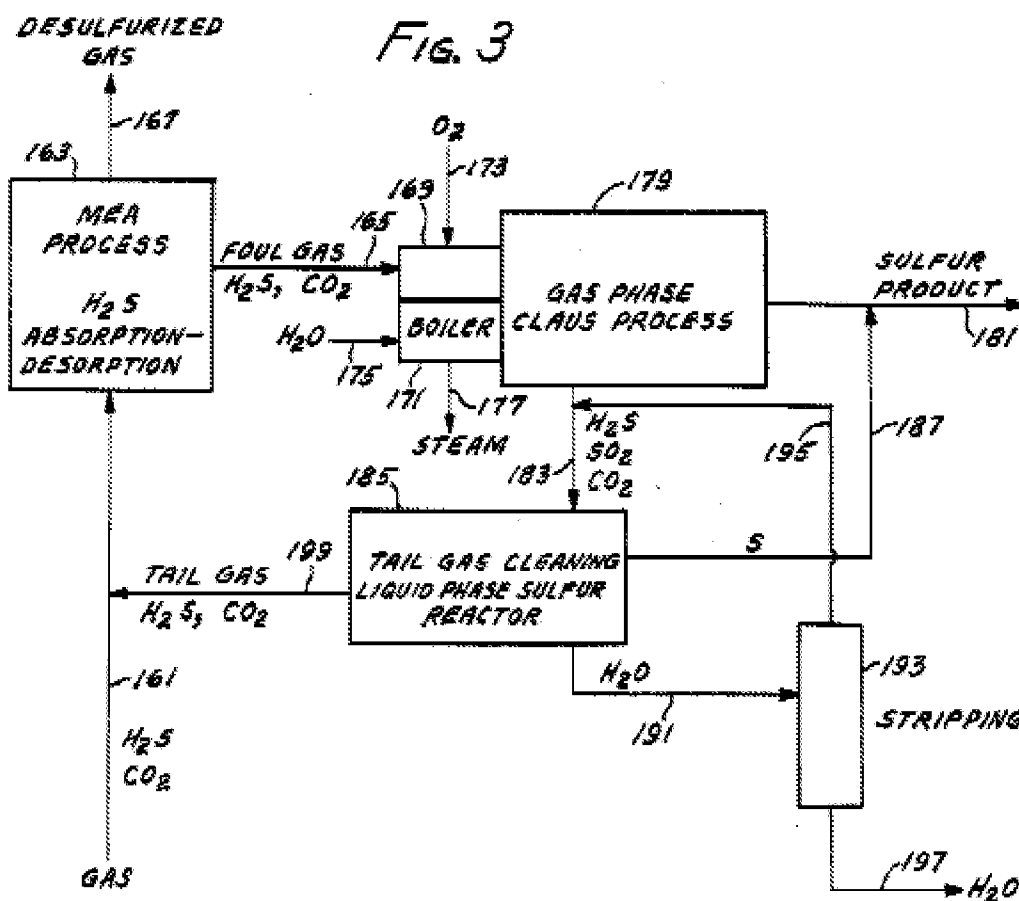 DESULFURIZED
GAS
FIG. 3
167
O2
173
163
169
179
MEA
PROCESS
H2S
ABSORPTION-
DESORPTION
FOUL GAS
165
H2S, CO2
H2O
175
BOILER
171
177
STEAM
GAS PHASE
CLAUS PROCESS
SULFUR
PRODUCT
181
187
195
H2S
SO2
CO2
183
185
TAIL GAS CLEANING
LIQUID PHASE SULFUR
REACTOR
S
TAIL GAS
199
H2S, CO2
161
H2S
CO2
GAS
H2O
191
193
STRIPPING
197
H2O